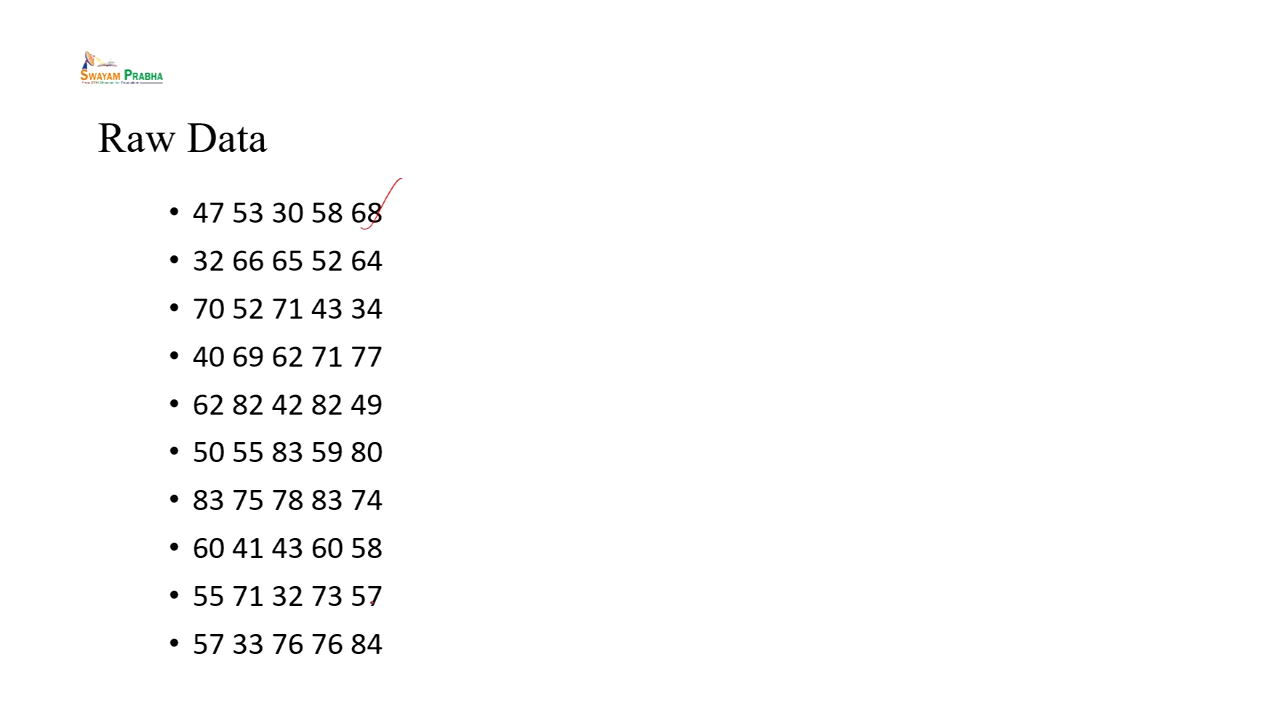 SWAYAM PRABHA
Raw Data
• 47 53 30 58 68
• 32 66 65 52 64
• 70 52 71 43 34
• 40 69 62 71 77
• 62 82 42 82 49
• 50 55 83 59 80
• 83 75 78 83 74
• 60 41 43 60 58
• 55 71 32 73 57
• 57 33 76 76 84